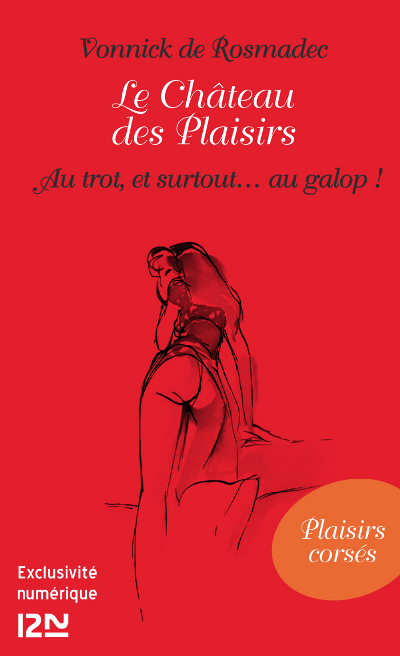 Vonnick de Rosmadec
Le Château
des Plaisirs
Au trot, et surtout... au galop !
Plaisirs
corsés
Exclusivité
numérique
12N